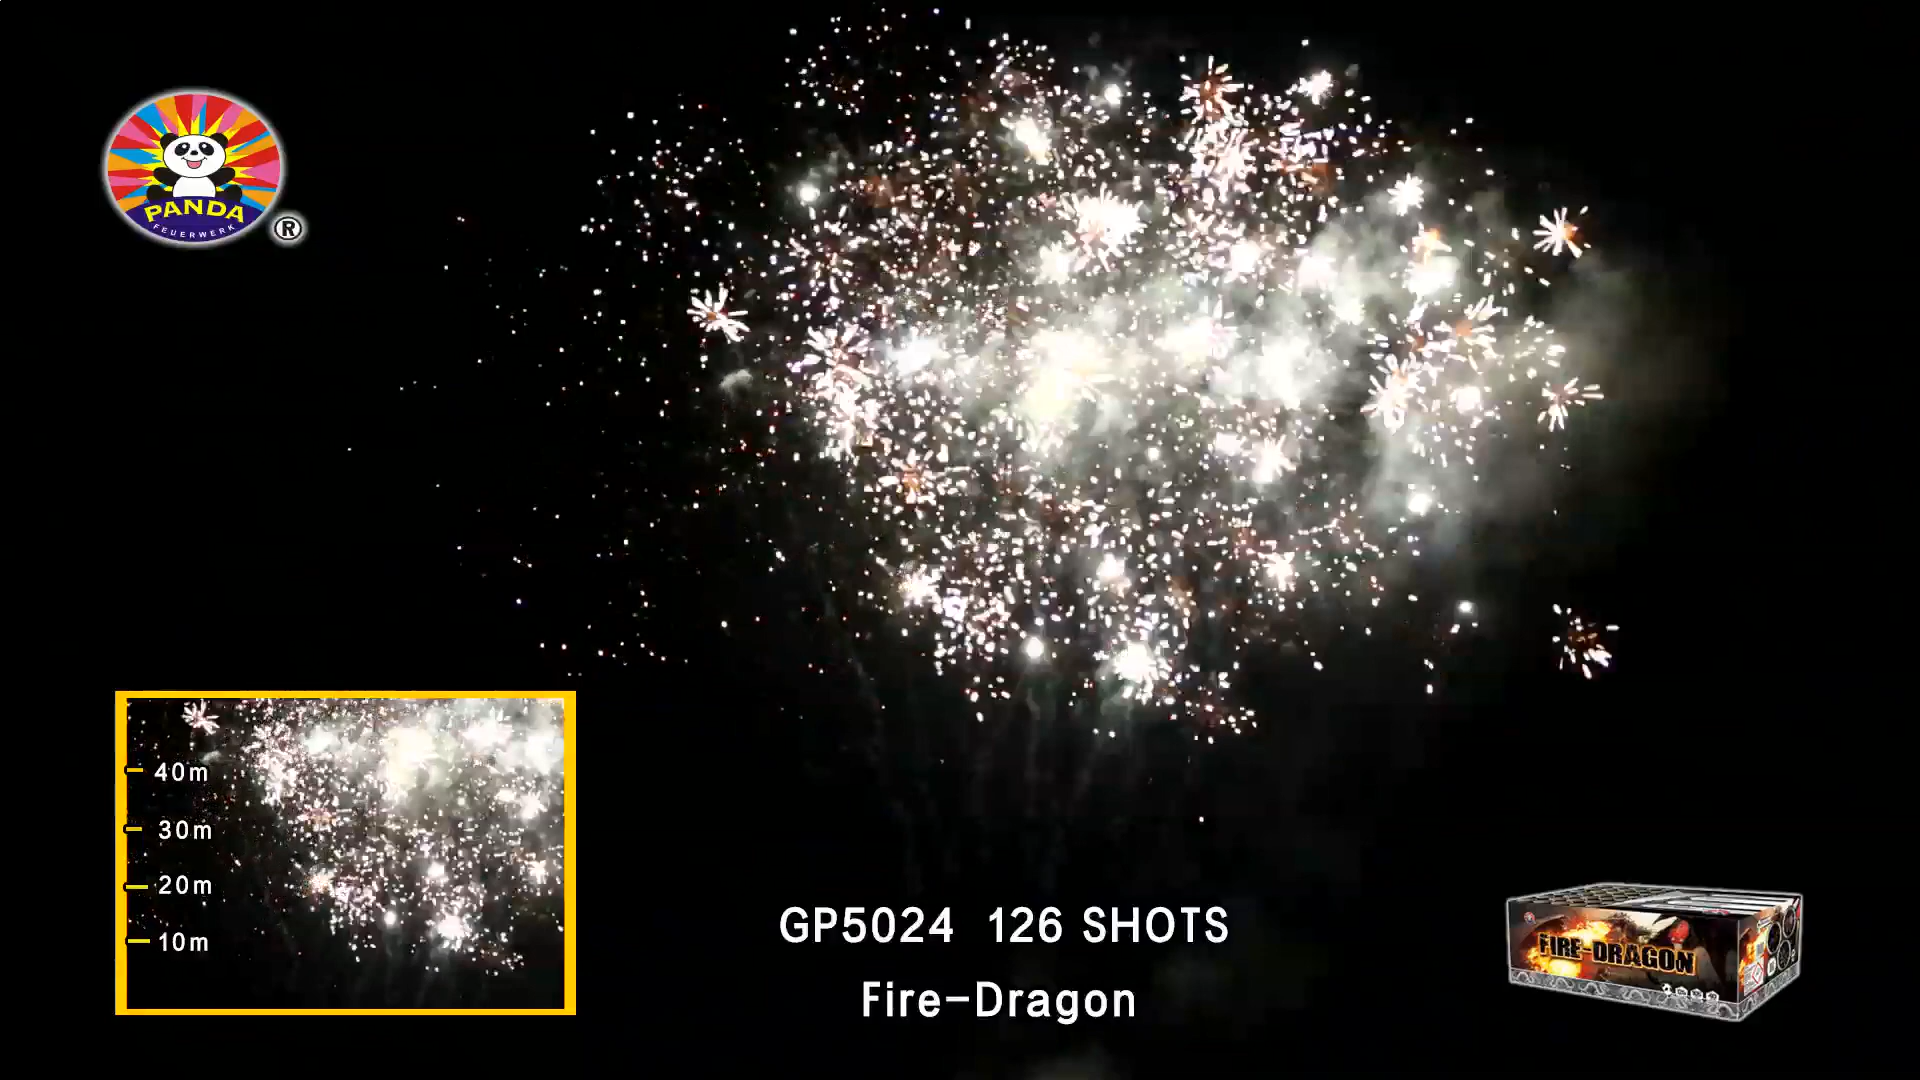 PANDA
FEUERWERK
®
40m
30m
20m
10m
GP5024 126 SHOTS
Fire-Dragon
FIRE-DRAGON